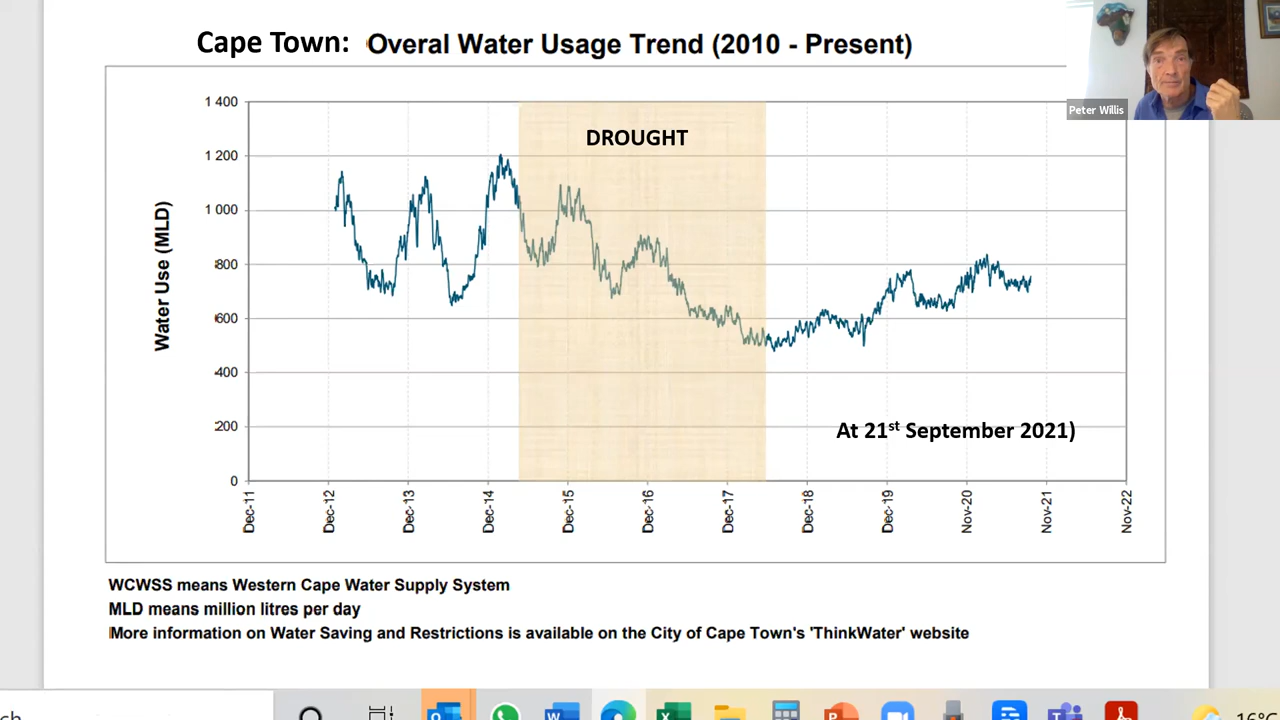 Cape Town: Overal Water Usage Trend (2010 - Present)
Peter Willis
1 400
1 200
1 000
800
600
400
200
0
Water Use (MLD)
DROUGHT
At 21st September 2021)
Dec-11
Dec-12
Dec-13
Dec-14
Dec-15
Dec-16
Dec-17
Dec-18
Dec-19
Nov-20
Nov-21
Nov-22
WCWSS means Western Cape Water Supply System
MLD means million litres per day
More information on Water Saving and Restrictions is available on the City of Cape Town's 'ThinkWater' website
ch
16°C